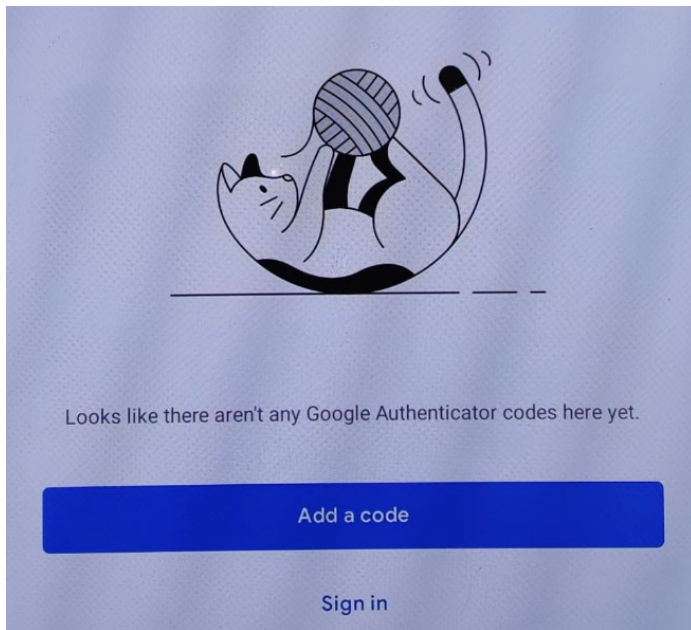 Looks like there aren't any Google Authenticator codes here yet.
Add a code
Sign in